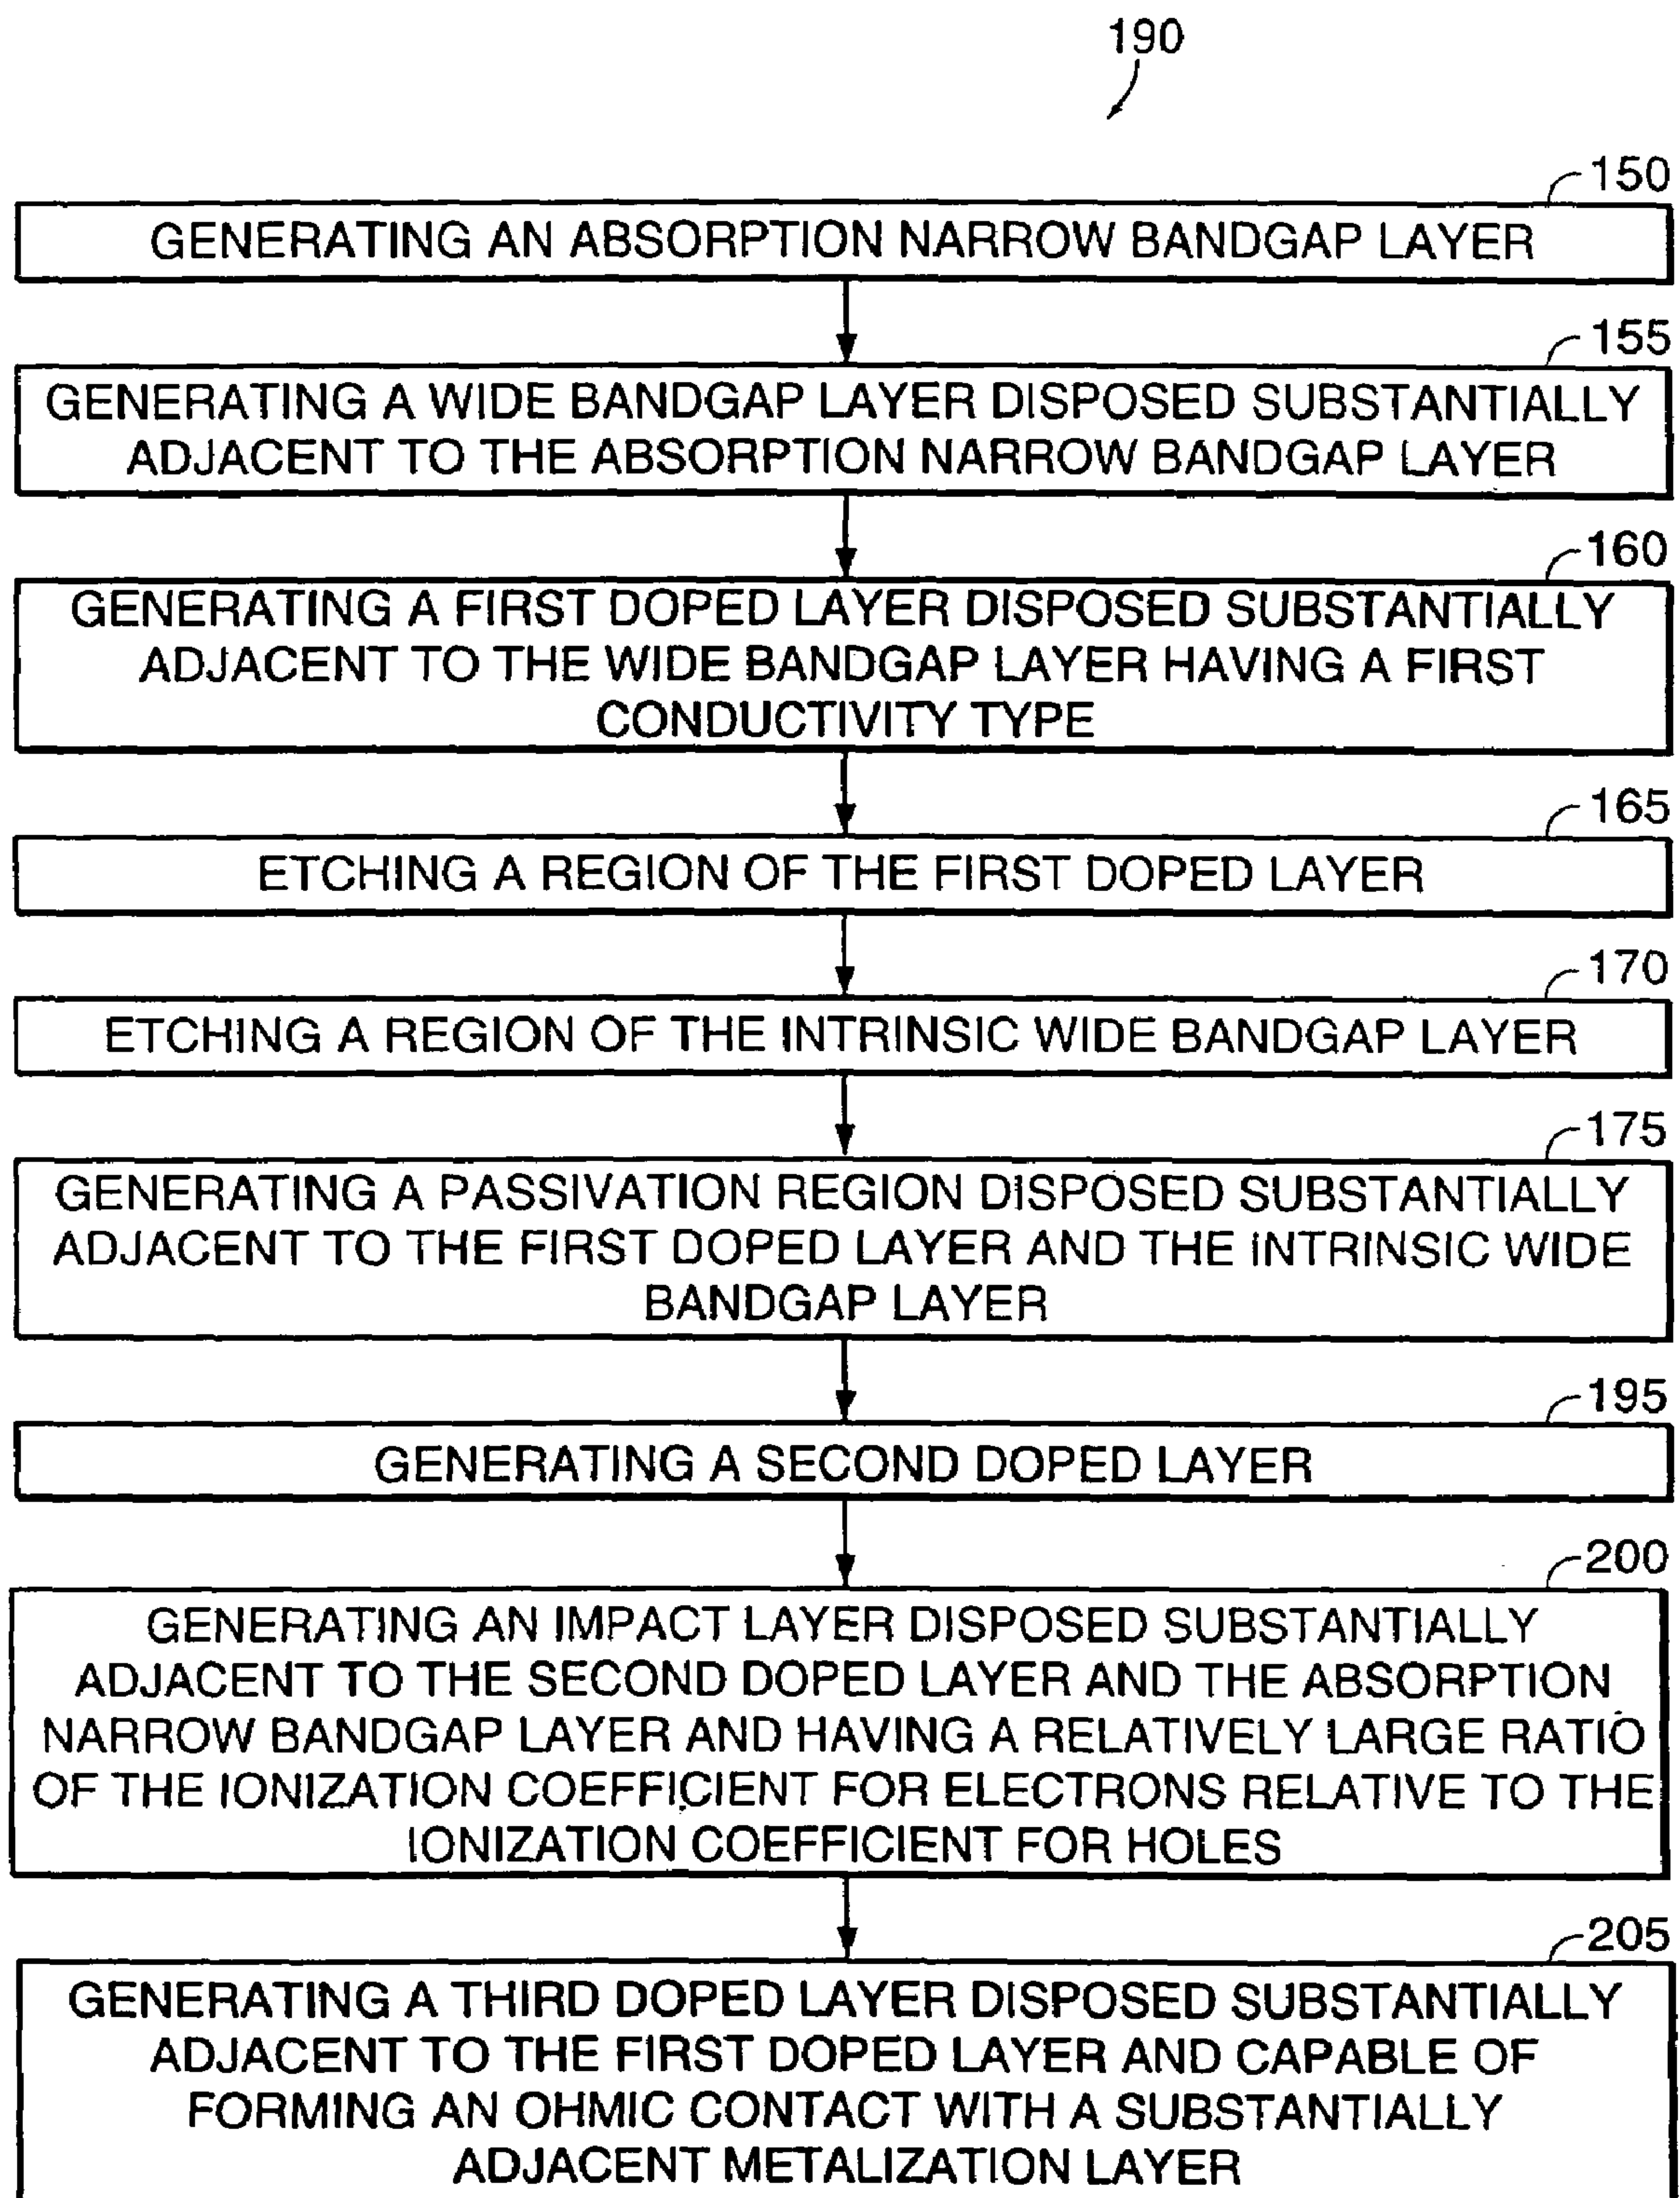 190
150
GENERATING AN ABSORPTION NARROW BANDGAP LAYER
155
GENERATING A WIDE BANDGAP LAYER DISPOSED SUBSTANTIALLY
ADJACENT TO THE ABSORPTION NARROW BANDGAP LAYER
160
GENERATING A FIRST DOPED LAYER DISPOSED SUBSTANTIALLY
ADJACENT TO THE WIDE BANDGAP LAYER HAVING A FIRST
CONDUCTIVITY TYPE
165
ETCHING A REGION OF THE FIRST DOPED LAYER
170
ETCHING A REGION OF THE INTRINSIC WIDE BANDGAP LAYER
175
GENERATING A PASSIVATION REGION DISPOSED SUBSTANTIALLY
ADJACENT TO THE FIRST DOPED LAYER AND THE INTRINSIC WIDE
BANDGAP LAYER
195
GENERATING A SECOND DOPED LAYER
200
GENERATING AN IMPACT LAYER DISPOSED SUBSTANTIALLY
ADJACENT TO THE SECOND DOPED LAYER AND THE ABSORPTION
NARROW BANDGAP LAYER AND HAVING A RELATIVELY LARGE RATIO
OF THE IONIZATION COEFFICIENT FOR ELECTRONS RELATIVE TO THE
IONIZATION COEFFICIENT FOR HOLES
205
GENERATING A THIRD DOPED LAYER DISPOSED SUBSTANTIALLY
ADJACENT TO THE FIRST DOPED LAYER AND CAPABLE OF
FORMING AN OHMIC CONTACT WITH A SUBSTANTIALLY
ADJACENT METALIZATION LAYER